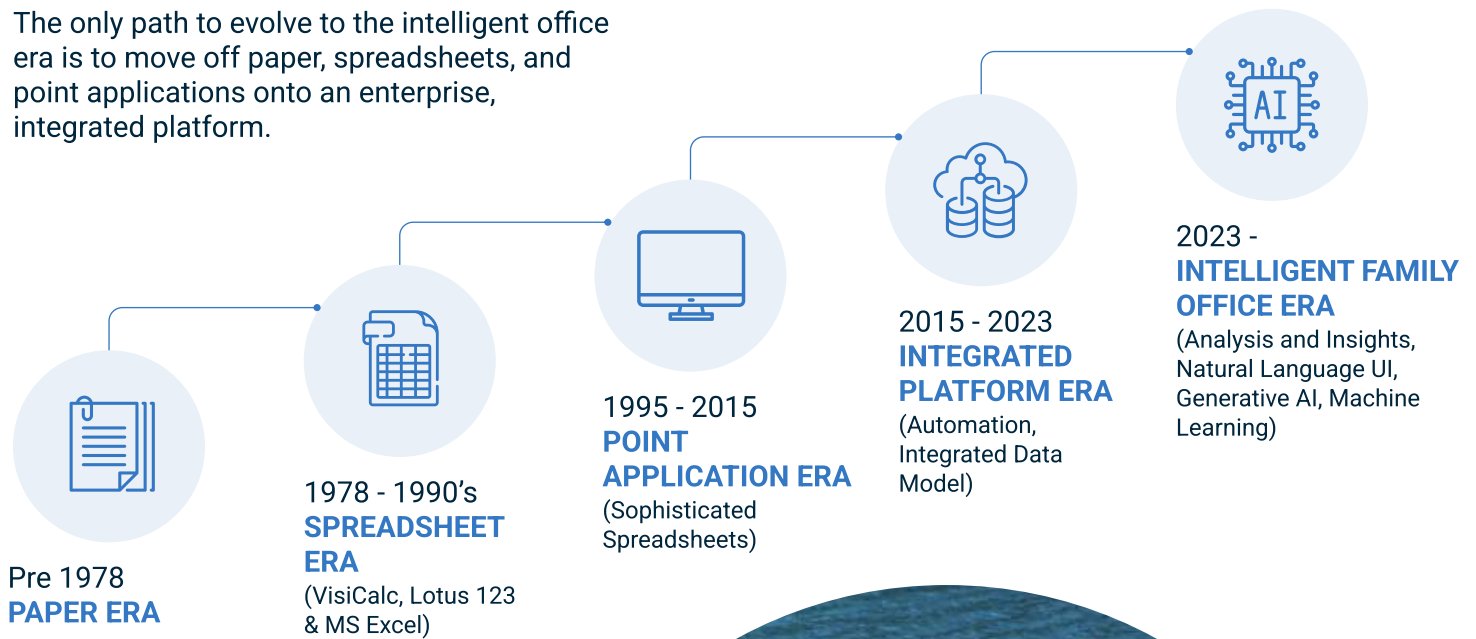 The only path to evolve to the intelligent office
era is to move off paper, spreadsheets, and
point applications onto an enterprise,
integrated platform.
Pre 1978
PAPER ERA
1978 - 1990’s
SPREADSHEET
ERA
(VisiCalc, Lotus 123
& MS Excel)
1995 - 2015
POINT
APPLICATION ERA
(Sophisticated
Spreadsheets)
2015 - 2023
INTEGRATED
PLATFORM ERA
(Automation,
Integrated Data
Model)
AI
2023 -
INTELLIGENT FAMILY
OFFICE ERA
(Analysis and Insights,
Natural Language UI,
Generative AI, Machine
Learning)